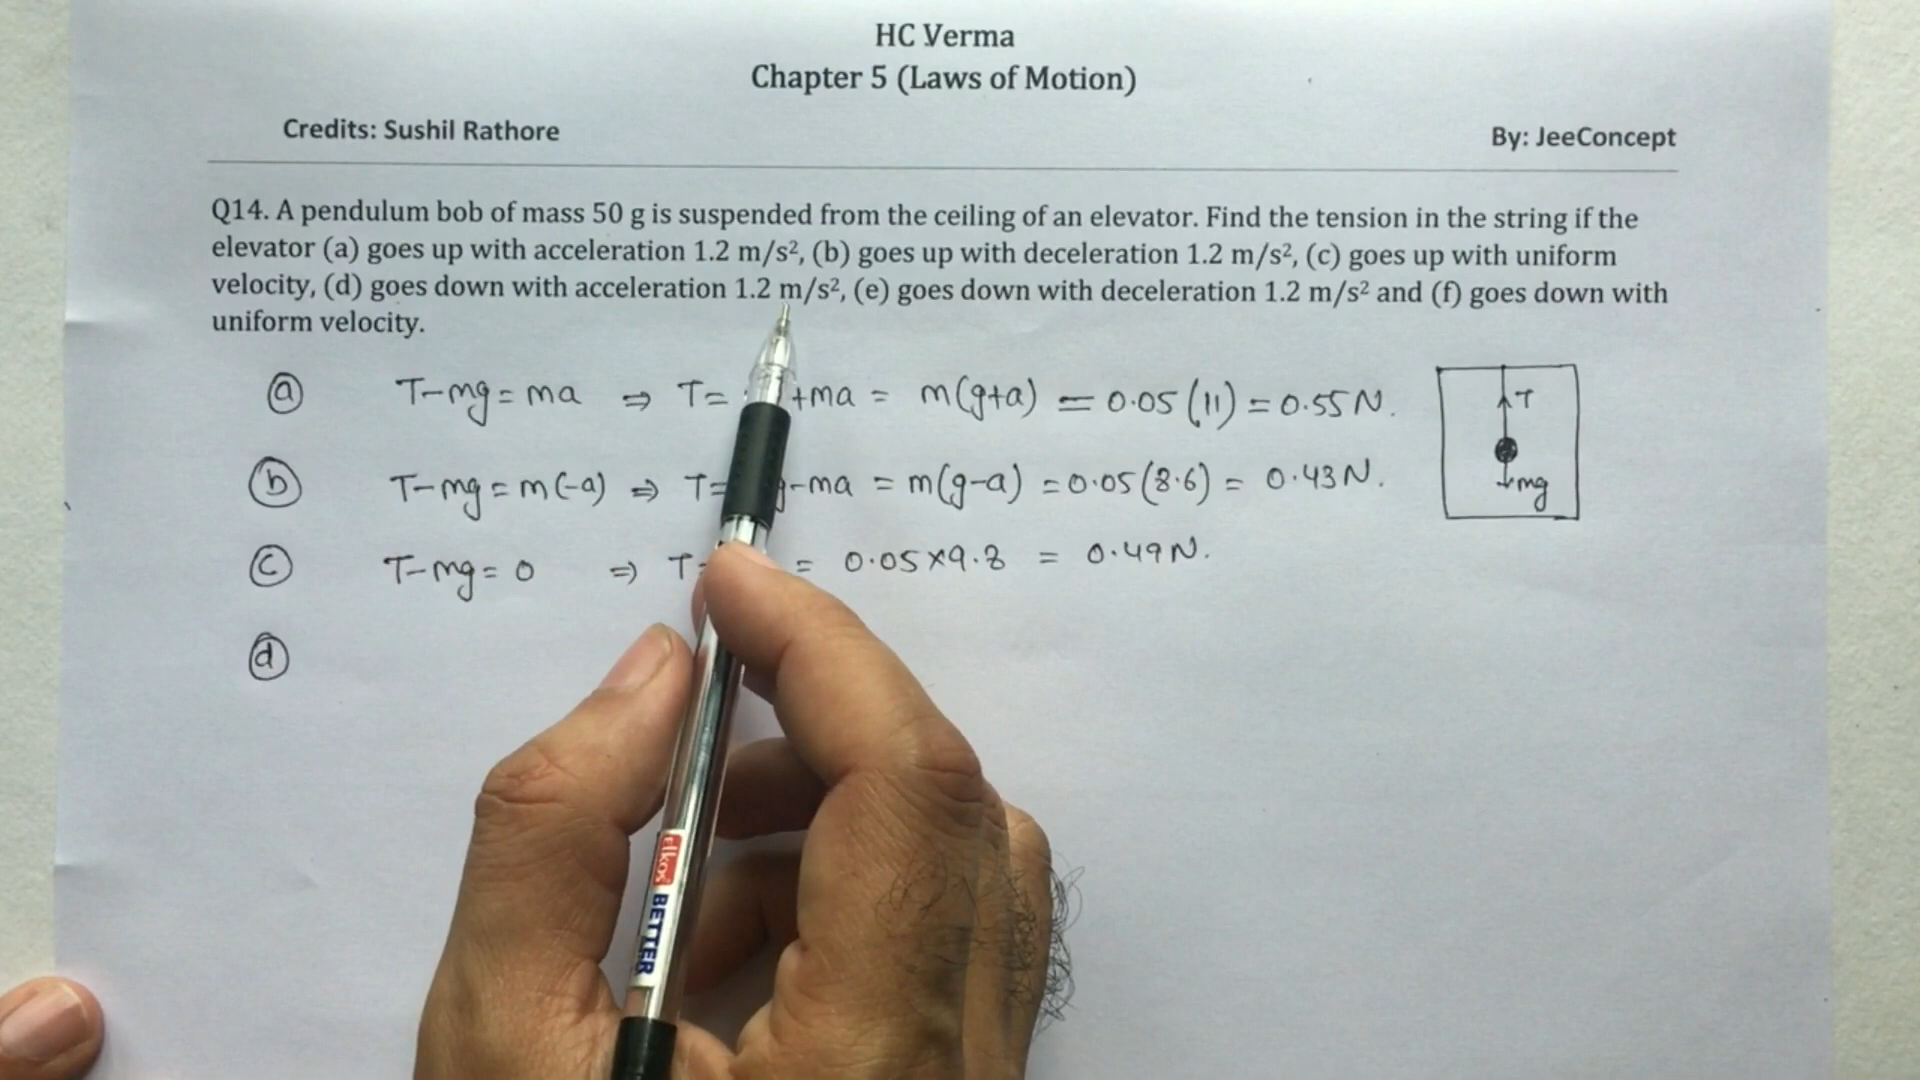 HC Verma
Chapter 5 (Laws of Motion)
Credits: Sushil Rathore By: JeeConcept
Q14. A pendulum bob of mass 50 g is suspended from the ceiling of an elevator. Find the tension in the string if the
elevator (a) goes up with acceleration 1.2 m/s², (b) goes up with deceleration 1.2 m/s², (c) goes up with uniform
velocity, (d) goes down with acceleration 1.2 m/s², (e) goes down with deceleration 1.2 m/s² and (f) goes down with
uniform velocity.
(a) T-mg = ma ⇒ T= +ma = m(g+a) = 0.05 (11) = 0.55 N.
(b) T-mg = m(-a) ⇒ T= -ma = m(g-a) = 0.05 (8.6) = 0.43 N.
(c) T-mg = 0 ⇒ T = 0.05×9.8 = 0.49 N.
(d)
T
mg
elkos BETTER